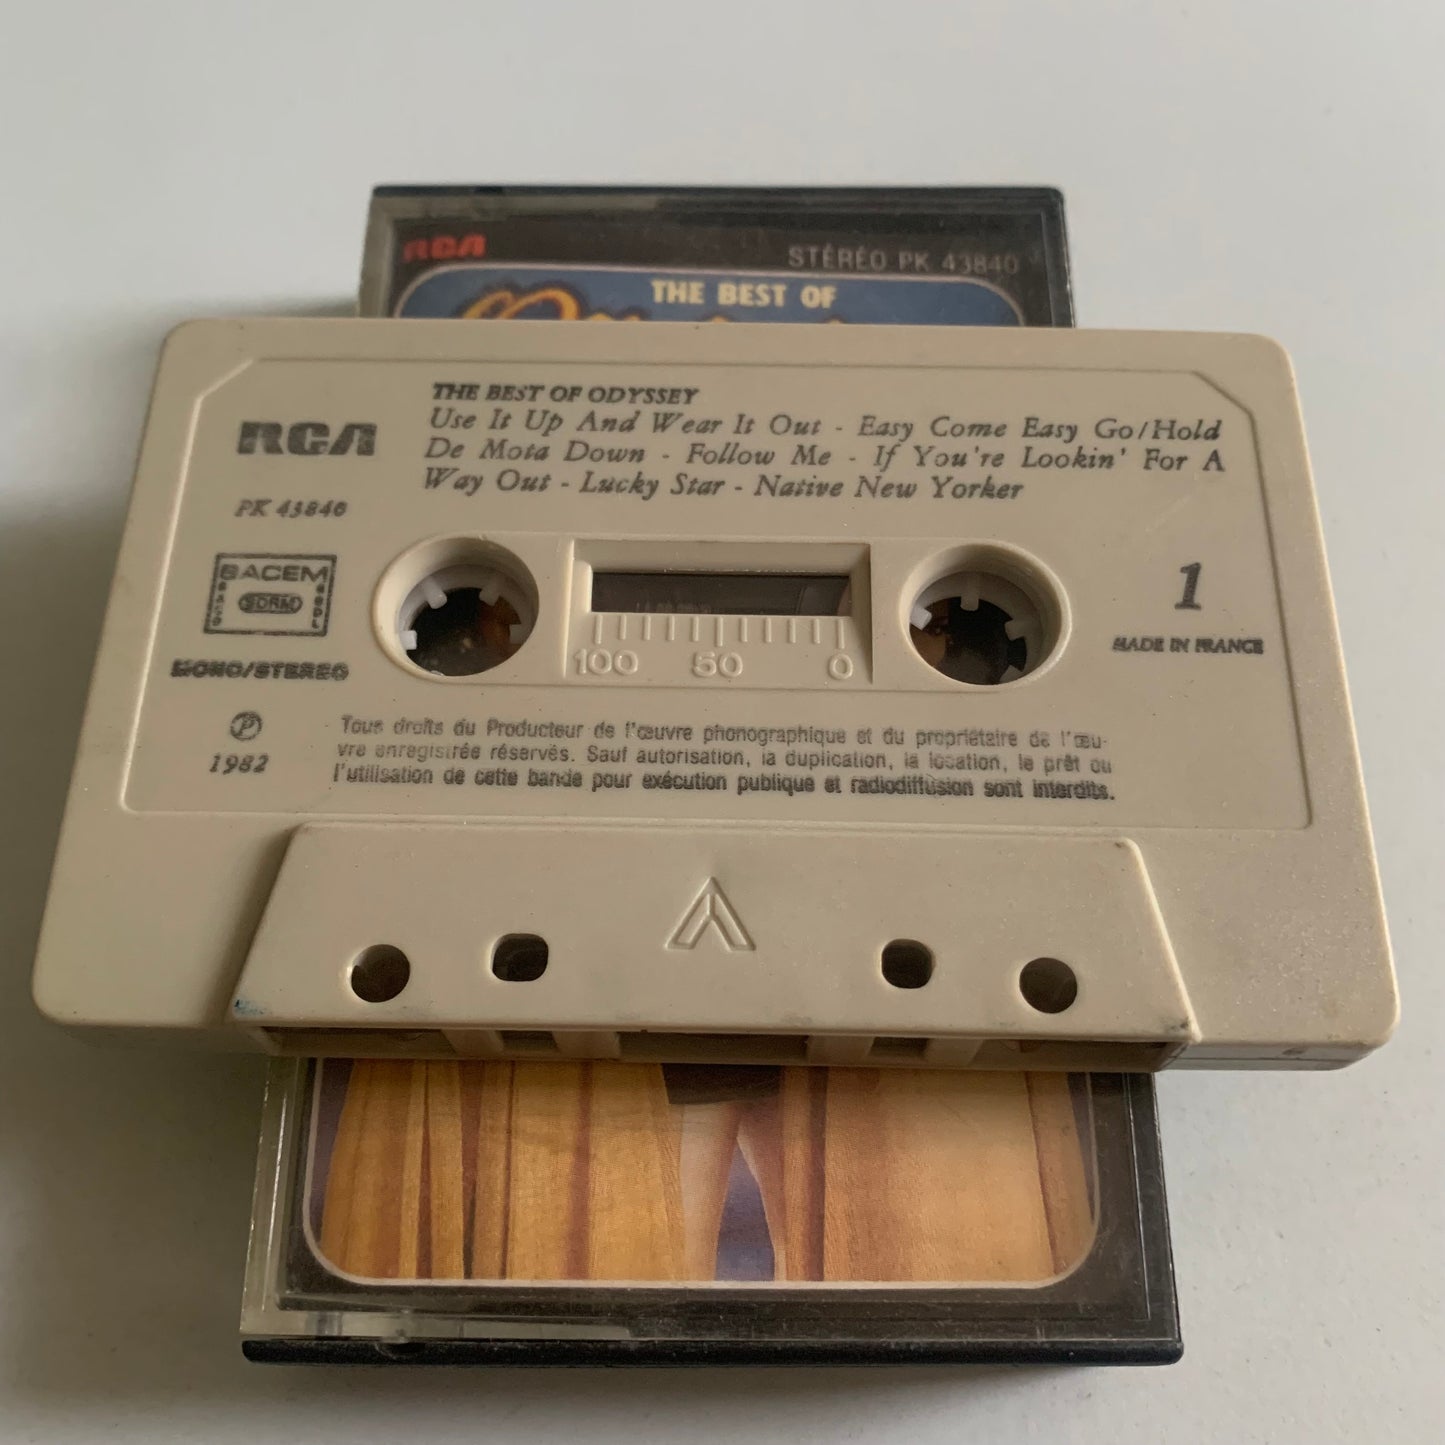 RCA
STÉRÉO PK 43840
THE BEST OF
THE BEST OF ODYSSEY
Use It Up And Wear It Out - Easy Come Easy Go/Hold
De Mota Down - Follow Me - If You're Lookin' For A
Way Out - Lucky Star - Native New Yorker
RCA
PK 43840
SACEM
SDRM
MONO/STEREO
1
MADE IN FRANCE
100 50 0
Ⓟ
1982
Tous droits du Producteur de l'œuvre phonographique et du propriétaire de l'œu-
vre enregistrée réservés. Sauf autorisation, la duplication, la location, le prêt ou
l'utilisation de cette bande pour exécution publique et radiodiffusion sont interdits.